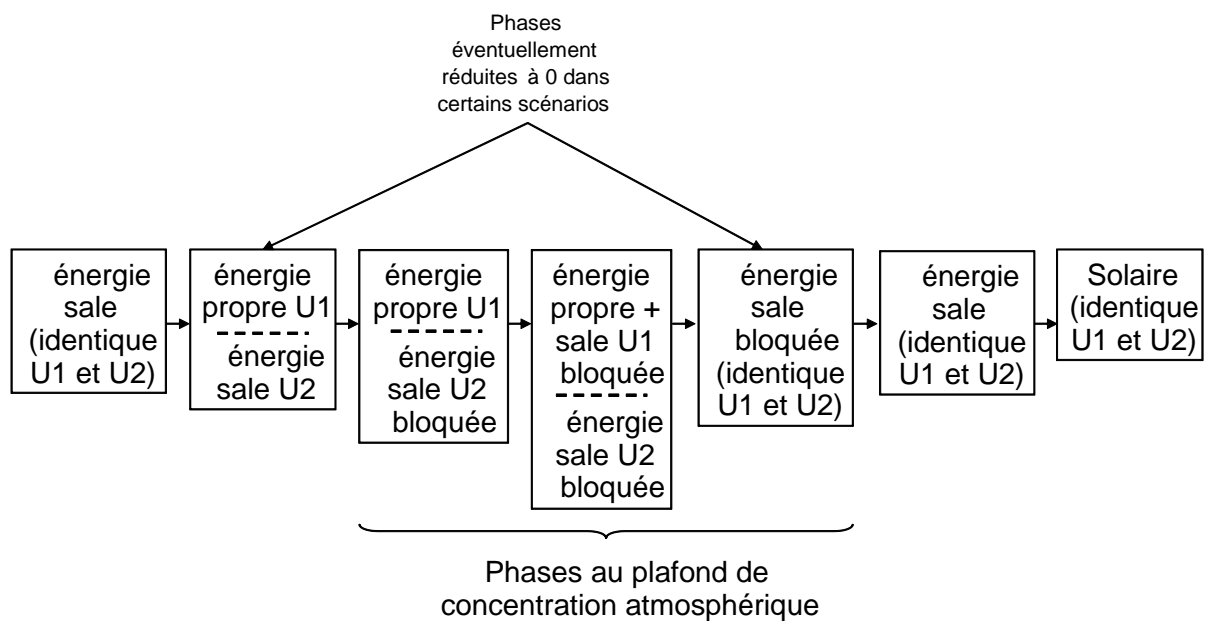 Phases
éventuellement
réduites à 0 dans
certains scénarios
énergie
sale
(identique
U1 et U2)
énergie
propre U1
énergie
sale U2
énergie
propre U1
énergie
sale U2
bloquée
énergie
propre +
sale U1
bloquée
énergie
sale U2
bloquée
énergie
sale
bloquée
(identique
U1 et U2)
énergie
sale
(identique
U1 et U2)
Solaire
(identique
U1 et U2)
Phases au plafond de
concentration atmosphérique